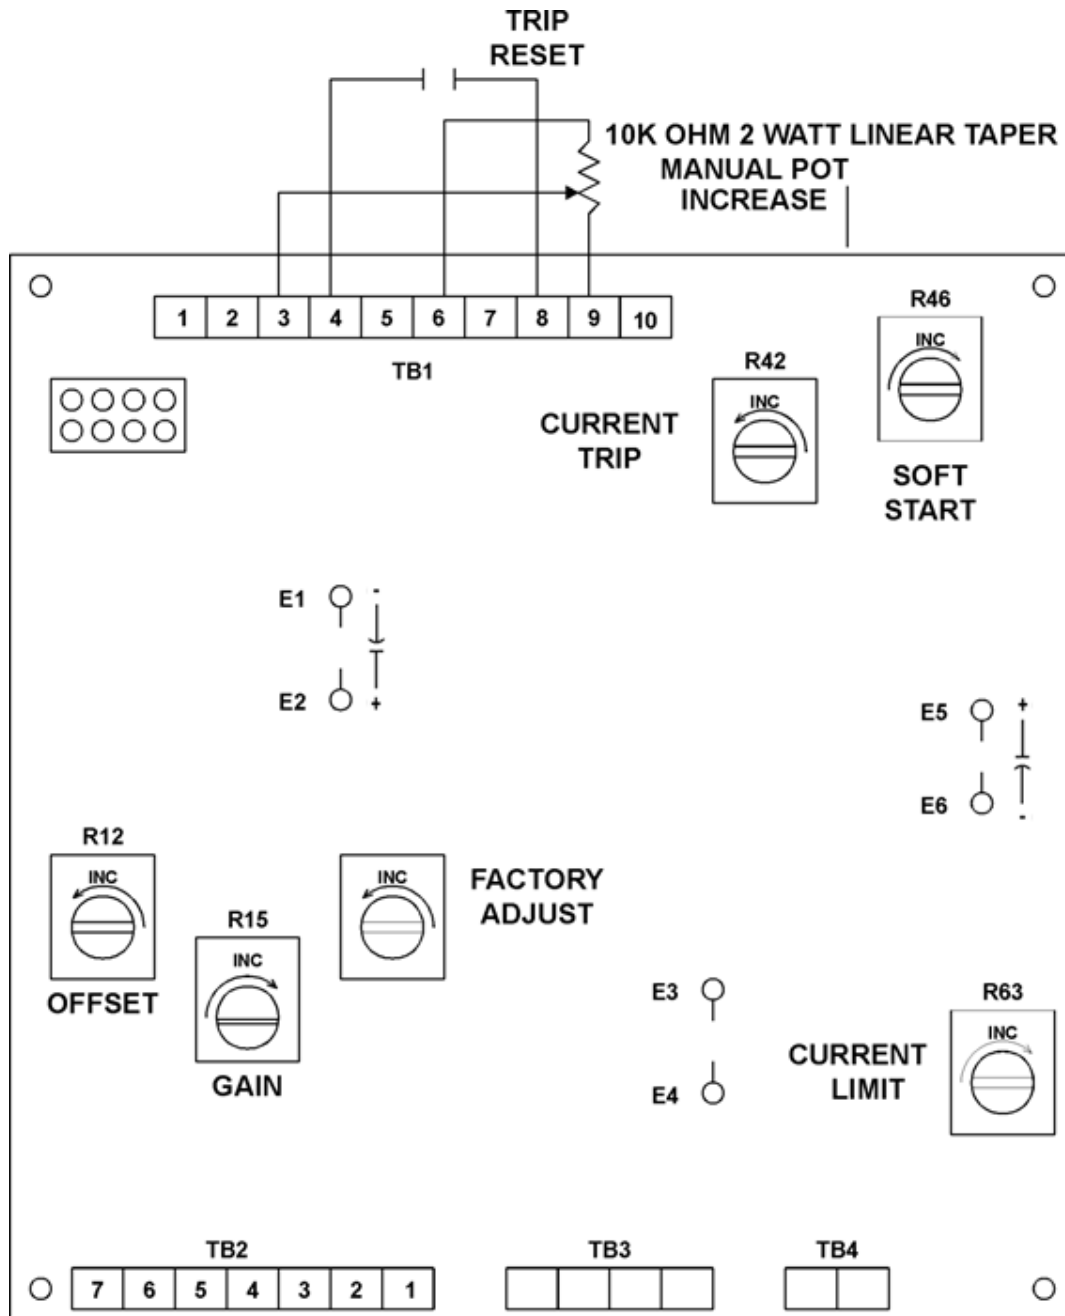 TRIP
RESET
10K OHM 2 WATT LINEAR TAPER
MANUAL POT
INCREASE
1 2 3 4 5 6 7 8 9 10
TB1
R46
INC
SOFT
START
R42
INC
CURRENT
TRIP
E1 -
E2 +
E5 +
E6 -
R12
INC
OFFSET
R15
INC
GAIN
INC
FACTORY
ADJUST
E3
E4
R63
INC
CURRENT
LIMIT
TB2
7 6 5 4 3 2 1
TB3
TB4